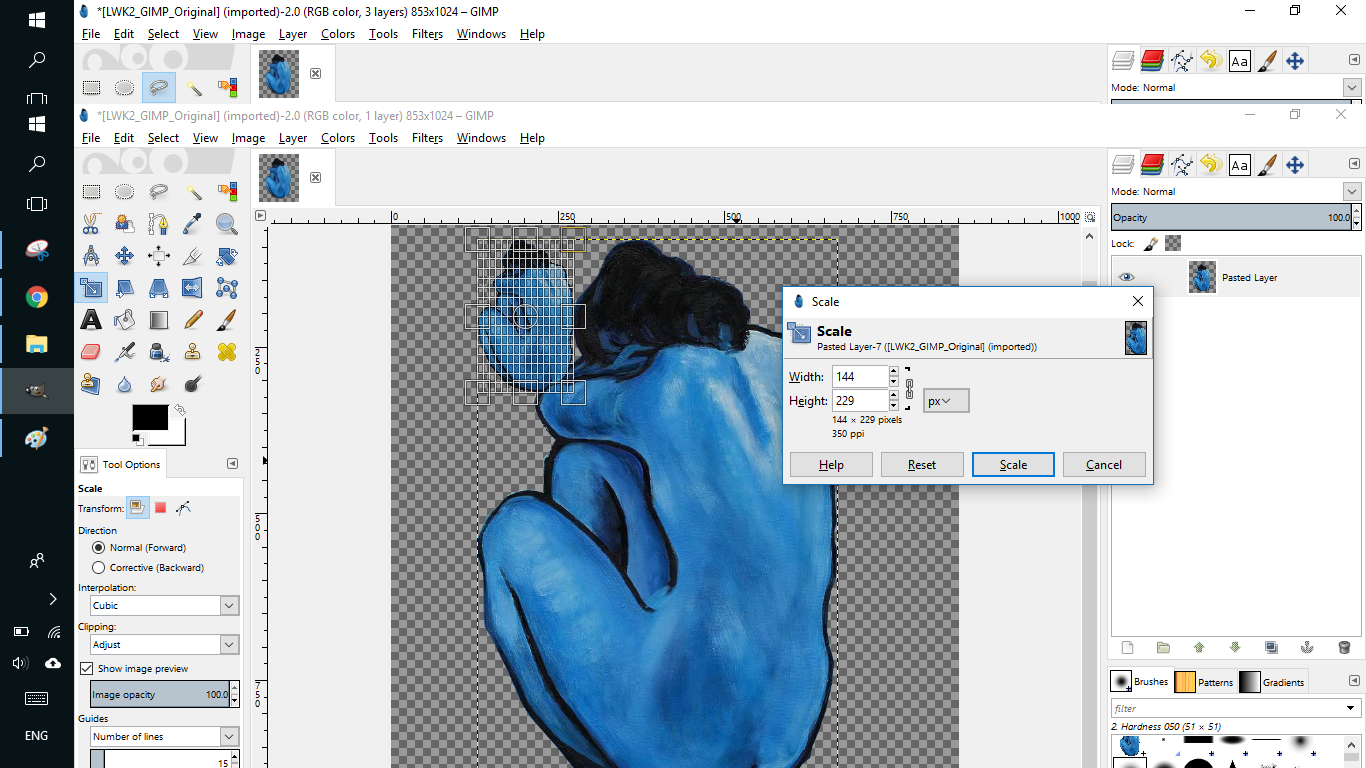 *[LWK2_GIMP_Original] (imported)-2.0 (RGB color, 3 layers) 853x1024 – GIMP
File Edit Select View Image Layer Colors Tools Filters Windows Help
Aa
Mode: Normal
*[LWK2_GIMP_Original] (imported)-2.0 (RGB color, 1 layer) 853x1024 – GIMP
File Edit Select View Image Layer Colors Tools Filters Windows Help
Aa
Mode: Normal
0 250 500 750 1000
Opacity 100.0
Lock:
Pasted Layer
250
500
750
Scale
Scale
Pasted Layer-7 ([LWK2_GIMP_Original] (imported))
Width: 144
Height: 229 px
144 × 229 pixels
350 ppi
Help Reset Scale Cancel
Tool Options
Scale
Transform:
Direction
Normal (Forward)
Corrective (Backward)
Interpolation:
Cubic
Clipping:
Adjust
Show image preview
Image opacity 100.0
Guides
Number of lines
15
Brushes Patterns Gradients
filter
2. Hardness 050 (51 × 51)
ENG